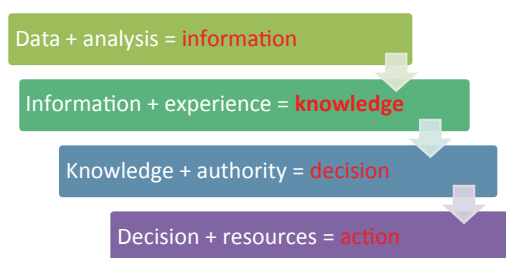 Data + analysis = information
Information + experience = knowledge
Knowledge + authority = decision
Decision + resources = action